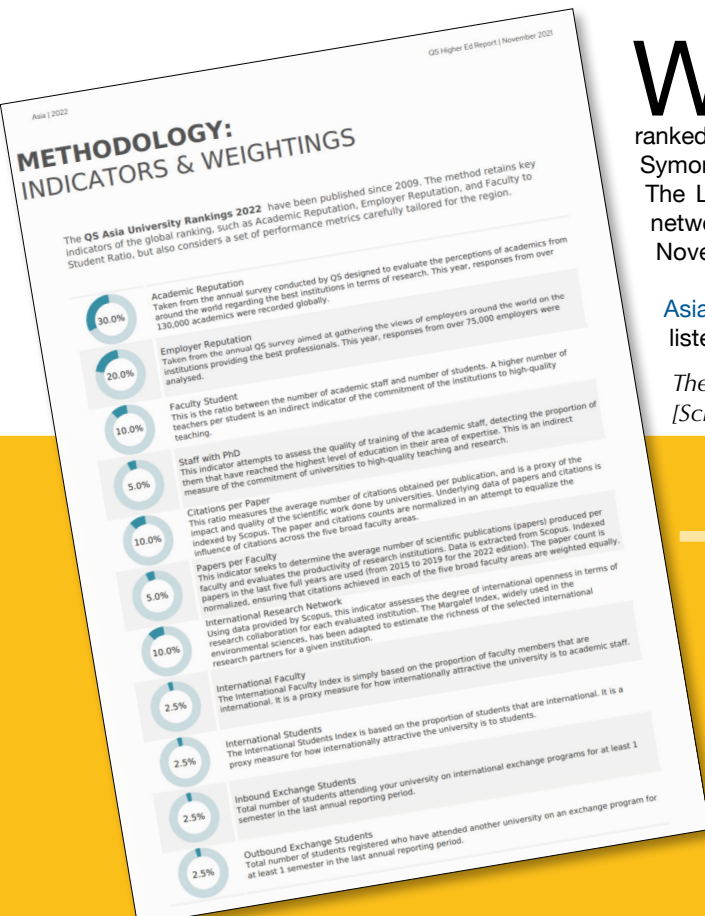 Asia | 2022
QS Higher Ed Report | November 2021
METHODOLOGY:
INDICATORS & WEIGHTINGS
The QS Asia University Rankings 2022 have been published since 2009. The method retains key
indicators of the global ranking, such as Academic Reputation, Employer Reputation, and Faculty to
Student Ratio, but also considers a set of performance metrics carefully tailored for the region.
30.0%
Academic Reputation
Taken from the annual survey conducted by QS designed to evaluate the perceptions of academics from
around the world regarding the best institutions in terms of research. This year, responses from over
130,000 academics were recorded globally.
20.0%
Employer Reputation
Taken from the annual QS survey aimed at gathering the views of employers around the world on the
institutions providing the best professionals. This year, responses from over 75,000 employers were
analysed.
10.0%
Faculty Student
This is the ratio between the number of academic staff and number of students. A higher number of
teachers per student is an indirect indicator of the commitment of the institutions to high-quality
teaching.
5.0%
Staff with PhD
This indicator attempts to assess the quality of training of the academic staff, detecting the proportion of
them that have reached the highest level of education in their area of expertise. This is an indirect
measure of the commitment of universities to high-quality teaching and research.
10.0%
Citations per Paper
This ratio measures the average number of citations obtained per publication, and is a proxy of the
impact and quality of the scientific work done by universities. Underlying data of papers and citations is
indexed by Scopus. The paper and citations counts are normalized in an attempt to equalize the
influence of citations across the five broad faculty areas.
5.0%
Papers per Faculty
This indicator seeks to determine the average number of scientific publications (papers) produced per
faculty and evaluates the productivity of research institutions. Data is extracted from Scopus. Indexed
papers in the last five full years are used (from 2015 to 2019 for the 2022 edition). The paper count is
normalized, ensuring that citations achieved in each of the five broad faculty areas are weighted equally.
10.0%
International Research Network
Using data provided by Scopus, this indicator assesses the degree of international openness in terms of
research collaboration for each evaluated institution. The Margalef Index, widely used in the
environmental sciences, has been adapted to estimate the richness of the selected international
research partners for a given institution.
2.5%
International Faculty
The International Faculty Index is simply based on the proportion of faculty members that are
international. It is a proxy measure for how internationally attractive the university is to academic staff.
2.5%
International Students
The International Students Index is based on the proportion of students that are international. It is a
proxy measure for how internationally attractive the university is to students.
2.5%
Inbound Exchange Students
Total number of students attending your university on international exchange programs for at least 1
semester in the last annual reporting period.
2.5%
Outbound Exchange Students
Total number of students registered who have attended another university on an exchange program for
at least 1 semester in the last annual reporting period.
W
ranked
The
netwo
Nove
Asia
liste
The